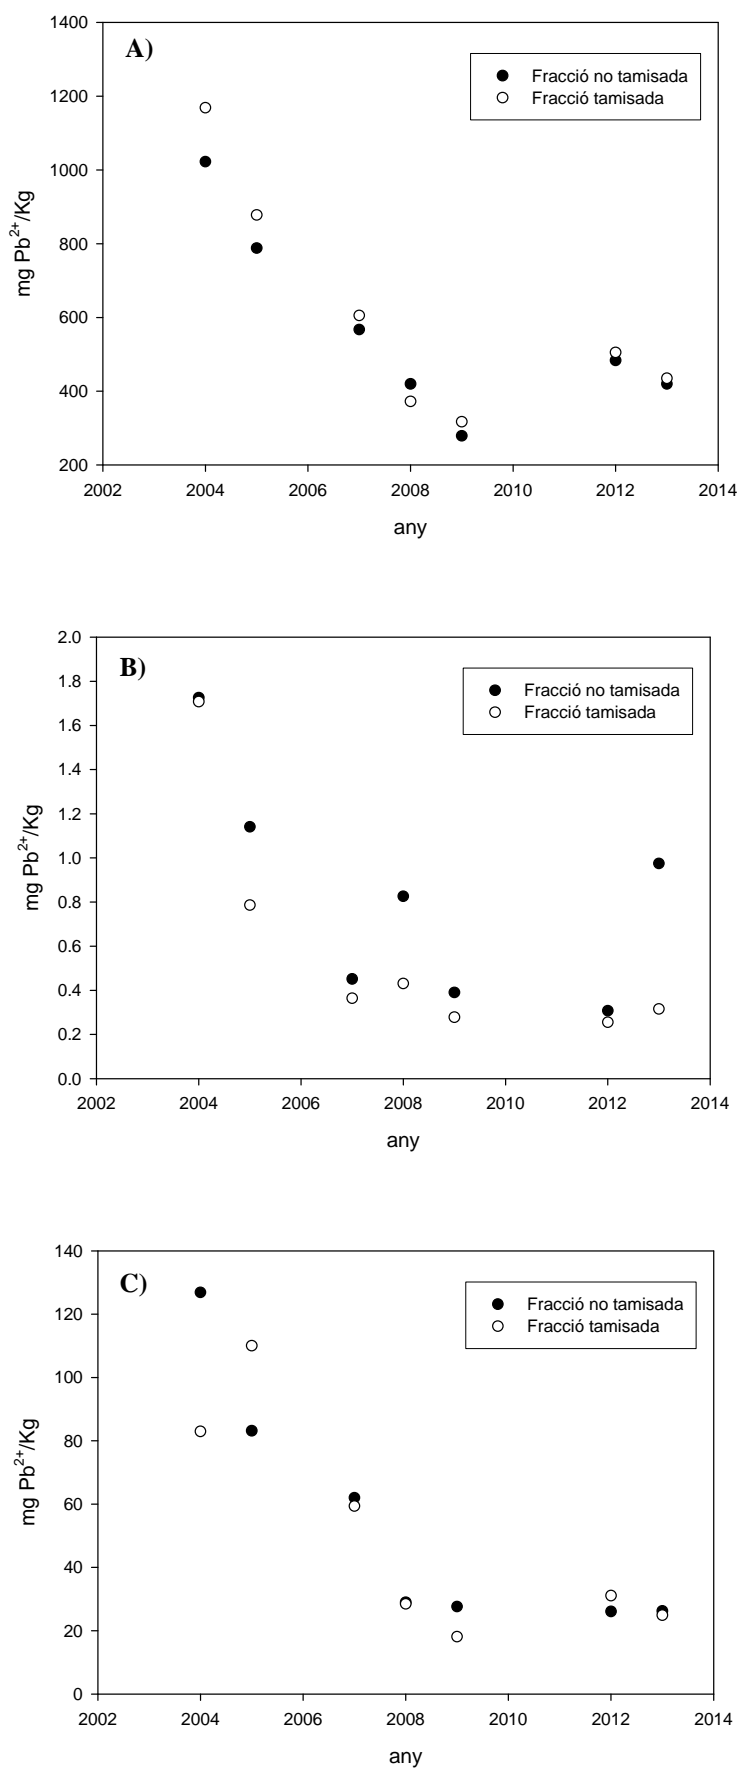 A)
Fracció no tamisada
Fracció tamisada
mg Pb²⁺/Kg
1400
1200
1000
800
600
400
200
2002 2004 2006 2008 2010 2012 2014
any
B)
Fracció no tamisada
Fracció tamisada
mg Pb²⁺/Kg
2.0
1.8
1.6
1.4
1.2
1.0
0.8
0.6
0.4
0.2
0.0
2002 2004 2006 2008 2010 2012 2014
any
C)
Fracció no tamisada
Fracció tamisada
mg Pb²⁺/Kg
140
120
100
80
60
40
20
0
2002 2004 2006 2008 2010 2012 2014
any